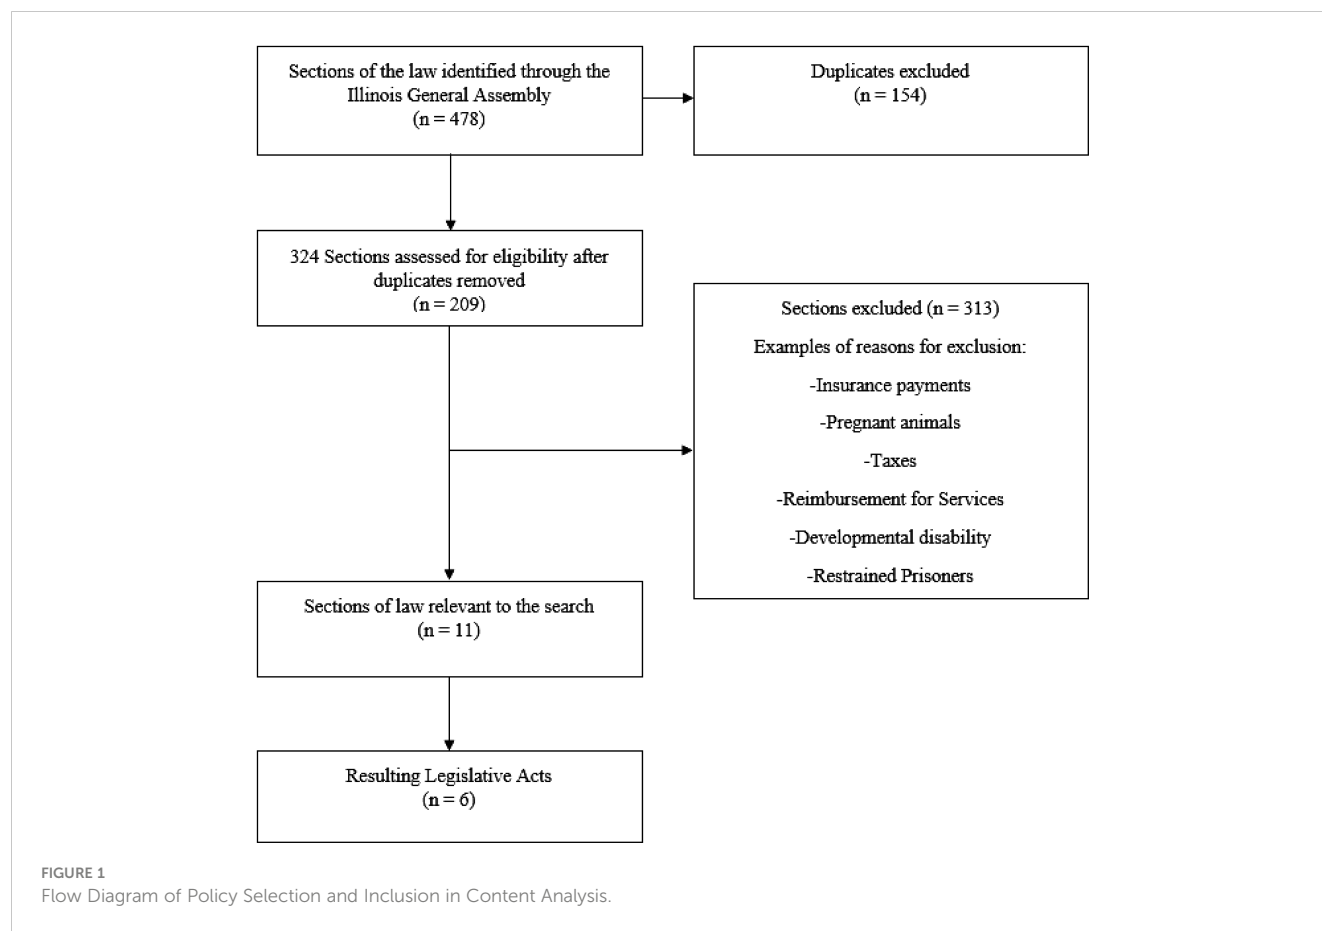 Sections of the law identified through the
Illinois General Assembly
(n = 478)
Duplicates excluded
(n = 154)
324 Sections assessed for eligibility after
duplicates removed
(n = 209)
Sections excluded (n = 313)
Examples of reasons for exclusion:
-Insurance payments
-Pregnant animals
-Taxes
-Reimbursement for Services
-Developmental disability
-Restrained Prisoners
Sections of law relevant to the search
(n = 11)
Resulting Legislative Acts
(n = 6)
FIGURE 1
Flow Diagram of Policy Selection and Inclusion in Content Analysis.